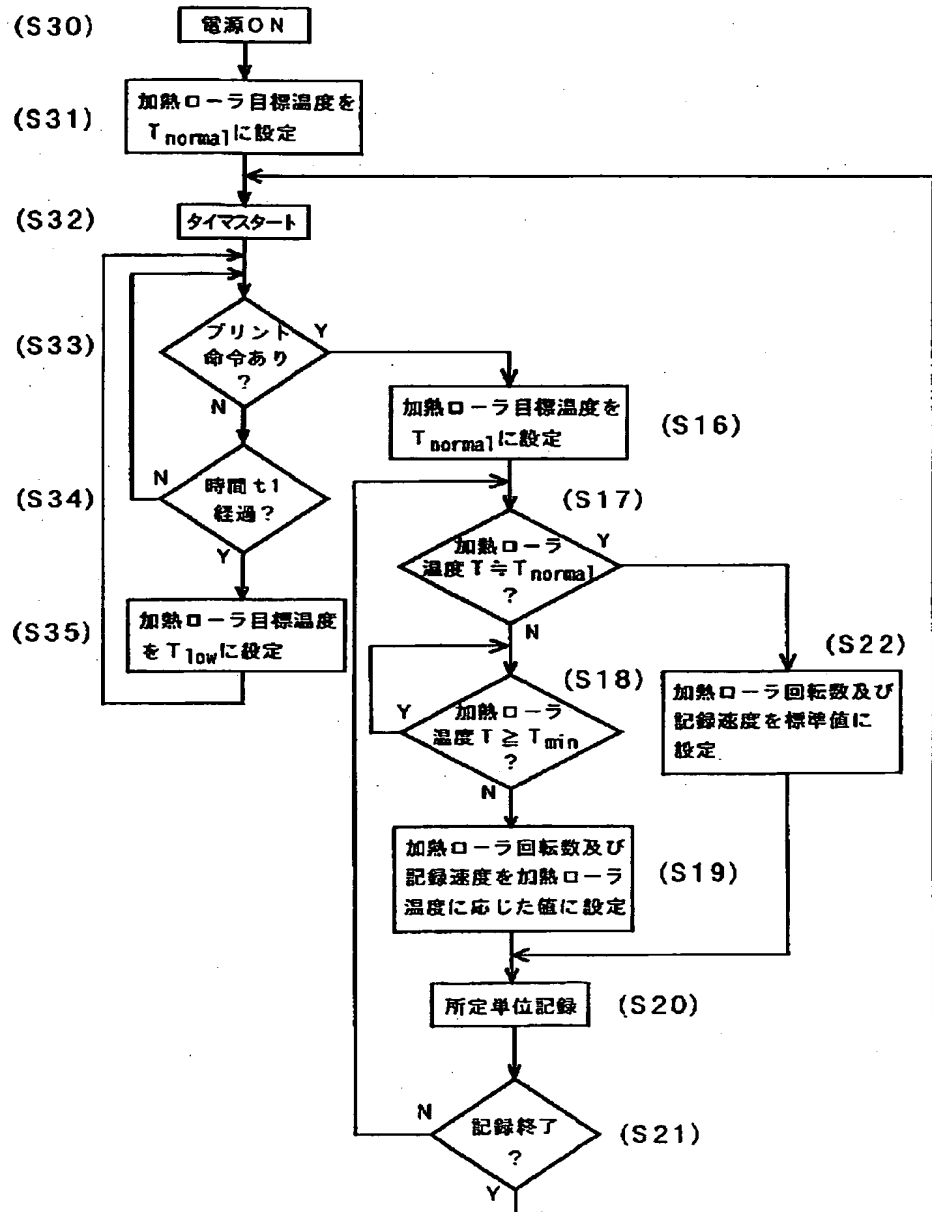 (S30)
電源ON
(S31)
加熱ローラ目標温度を
Tnormalに設定
(S32)
タイマスタート
(S33)
プリント
命令あり
?
Y
N
(S34)
時間t1
経過?
N
Y
(S35)
加熱ローラ目標温度
をTlowに設定
加熱ローラ目標温度を
Tnormalに設定
(S16)
(S17)
加熱ローラ
温度T≒Tnormal
?
Y
N
(S18)
加熱ローラ
温度T≧Tmin
?
Y
N
(S22)
加熱ローラ回転数及び
記録速度を標準値に
設定
加熱ローラ回転数及び
記録速度を加熱ローラ
温度に応じた値に設定
(S19)
所定単位記録
(S20)
記録終了
?
N
Y
(S21)